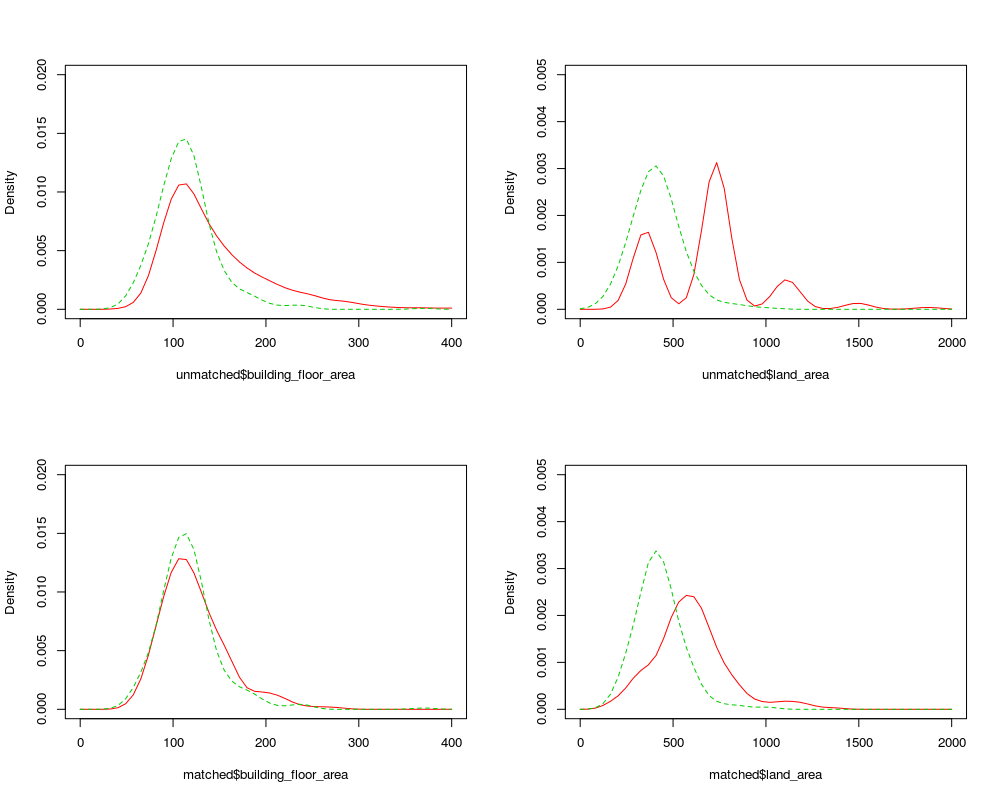 0.020
0.015
0.010
0.005
0.000
Density
0 100 200 300 400
unmatched$building_floor_area
0.005
0.004
0.003
0.002
0.001
0.000
Density
0 500 1000 1500 2000
unmatched$land_area
0.020
0.015
0.010
0.005
0.000
Density
0 100 200 300 400
matched$building_floor_area
0.005
0.004
0.003
0.002
0.001
0.000
Density
0 500 1000 1500 2000
matched$land_area